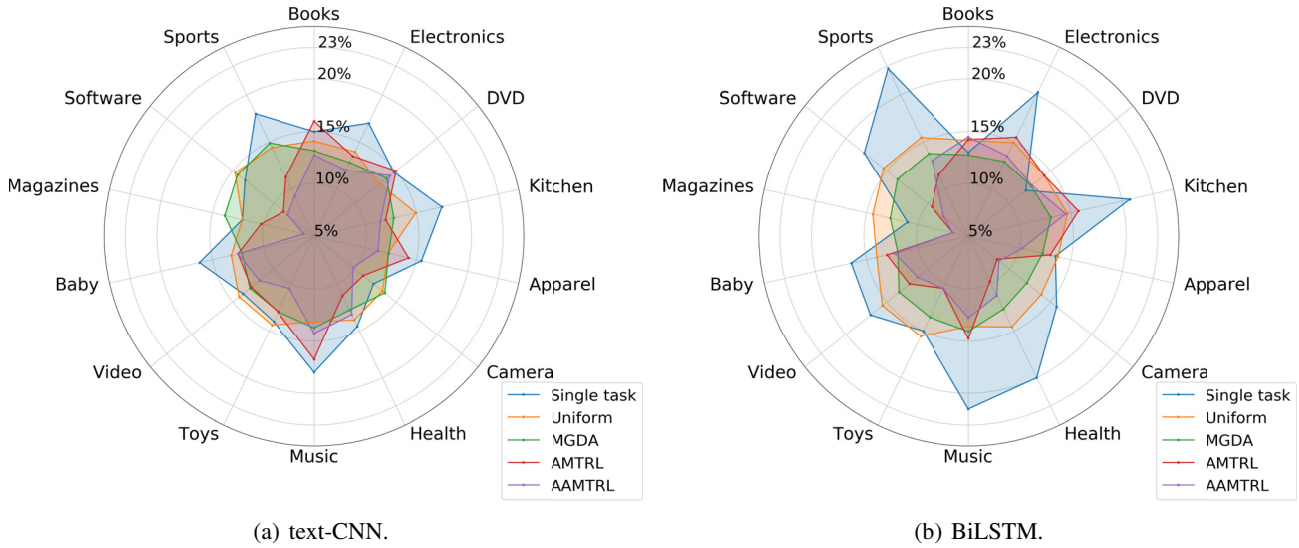 Books
Electronics
DVD
Kitchen
Apparel
Camera
Health
Music
Toys
Video
Baby
Magazines
Software
Sports
23%
20%
15%
10%
5%
Single task
Uniform
MGDA
AMTRL
AAMTRL
(a) text-CNN.
Books
Electronics
DVD
Kitchen
Apparel
Camera
Health
Music
Toys
Video
Baby
Magazines
Software
Sports
23%
20%
15%
10%
5%
Single task
Uniform
MGDA
AMTRL
AAMTRL
(b) BiLSTM.